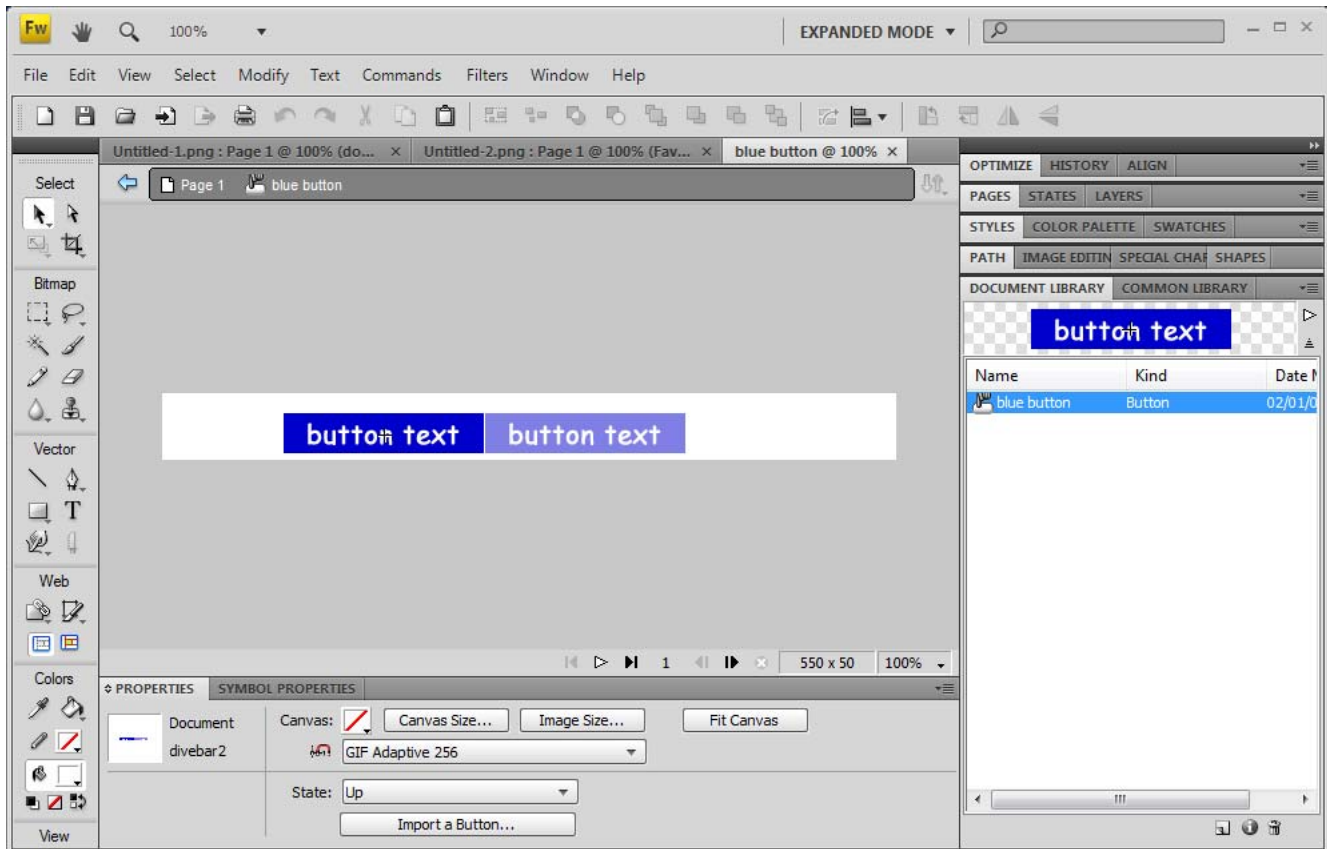 Fw 100% EXPANDED MODE
File Edit View Select Modify Text Commands Filters Window Help
Untitled-1.png : Page 1 @ 100% (do... × Untitled-2.png : Page 1 @ 100% (Fav... × blue button @ 100% ×
Page 1 blue button
Select
Bitmap
Vector
T
Web
Colors
View
button text button text
1 550 x 50 100%
PROPERTIES SYMBOL PROPERTIES
Document
divebar2
Canvas: Canvas Size... Image Size... Fit Canvas
GIF Adaptive 256
State: Up
Import a Button...
OPTIMIZE HISTORY ALIGN
PAGES STATES LAYERS
STYLES COLOR PALETTE SWATCHES
PATH IMAGE EDITIN SPECIAL CHAR SHAPES
DOCUMENT LIBRARY COMMON LIBRARY
button text
Name Kind Date
blue button Button 02/01/0